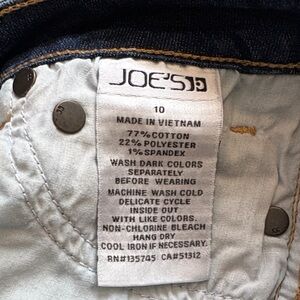 JOE'S
10
MADE IN VIETNAM
77% COTTON
22% POLYESTER
1% SPANDEX
WASH DARK COLORS
SEPARATELY
BEFORE WEARING
MACHINE WASH COLD
DELICATE CYCLE
INSIDE OUT
WITH LIKE COLORS.
NON-CHLORINE BLEACH
HANG DRY
COOL IRON IF NECESSARY.
RN#135745 CA#51312